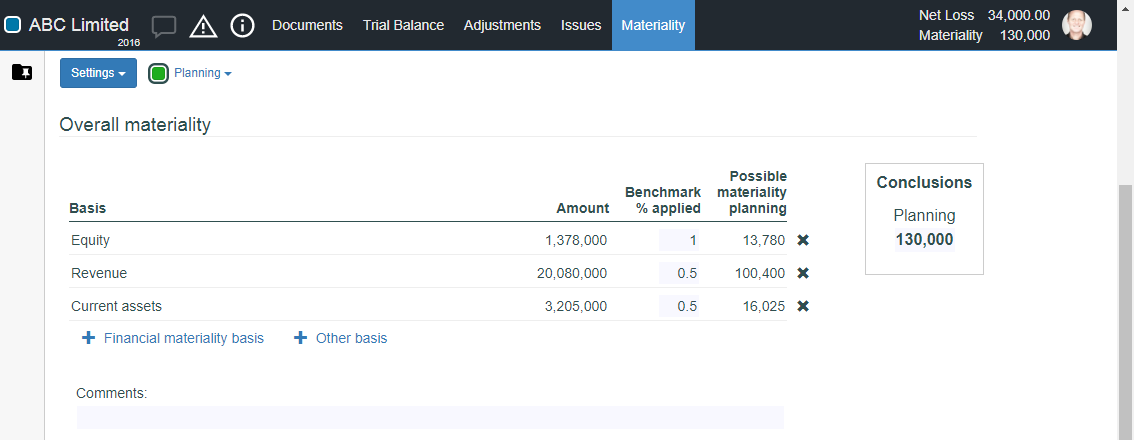 ABC Limited Documents Trial Balance Adjustments Issues Materiality Net Loss 34,000.00
2016 Materiality 130,000
Settings Planning
Overall materiality
Basis Amount Benchmark % applied Possible materiality planning
Equity 1,378,000 1 13,780
Revenue 20,080,000 0.5 100,400
Current assets 3,205,000 0.5 16,025
Financial materiality basis Other basis
Conclusions
Planning
130,000
Comments: